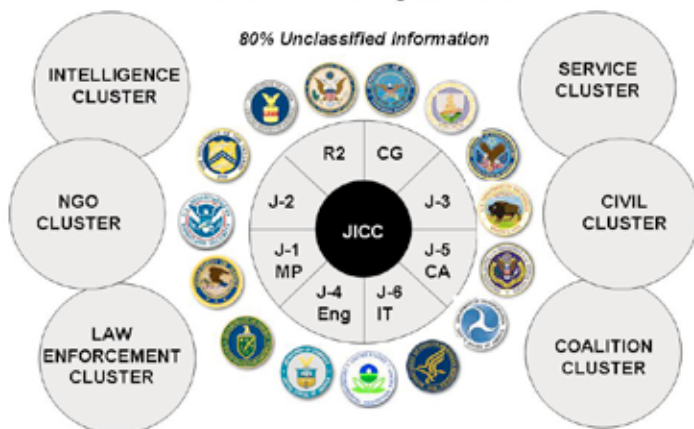 80% Unclassified Information
INTELLIGENCE
CLUSTER
SERVICE
CLUSTER
NGO
CLUSTER
CIVIL
CLUSTER
LAW
ENFORCEMENT
CLUSTER
COALITION
CLUSTER
R2
CG
J-2
J-3
JICC
J-1
MP
J-5
CA
J-4
Eng
J-6
IT